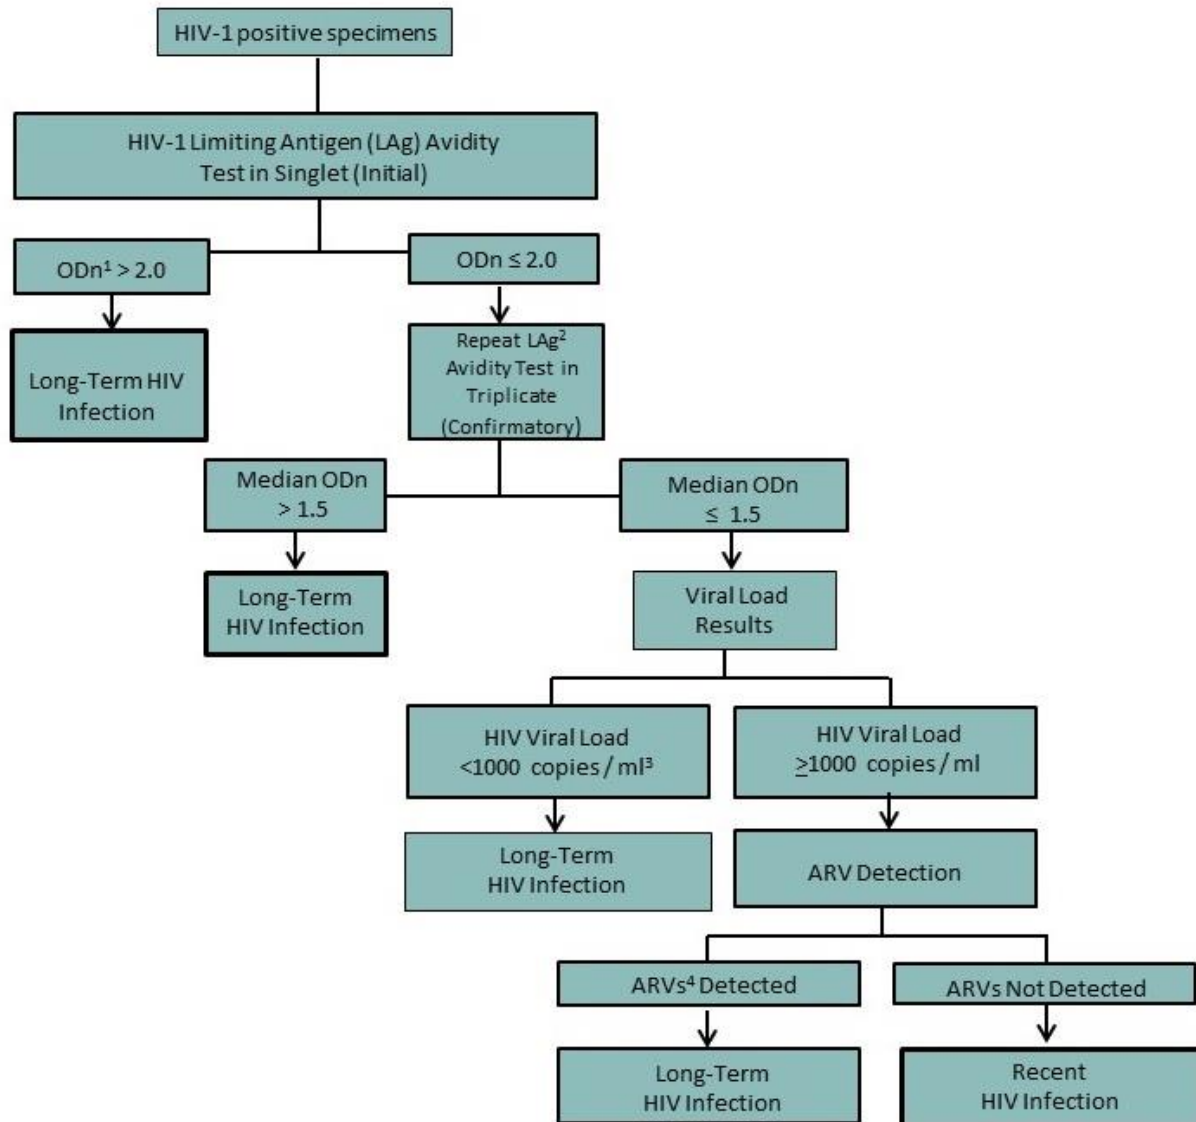 HIV-1 positive specimens
HIV-1 Limiting Antigen (LAg) Avidity
Test in Singlet (Initial)
ODn¹ > 2.0
ODn ≤ 2.0
Long-Term HIV
Infection
Repeat LAg²
Avidity Test in
Triplicate
(Confirmatory)
Median ODn
> 1.5
Median ODn
≤ 1.5
Long-Term
HIV Infection
Viral Load
Results
HIV Viral Load
<1000 copies / ml³
HIV Viral Load
≥1000 copies / ml
Long-Term
HIV Infection
ARV Detection
ARVs⁴ Detected
ARVs Not Detected
Long-Term
HIV Infection
Recent
HIV Infection